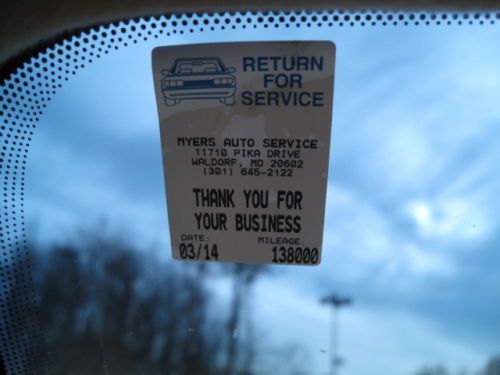 RETURN
FOR
SERVICE
MYERS AUTO SERVICE
11710 PIKA DRIVE
WALDORF, MD 20602
(301) 645-2122
THANK YOU FOR
YOUR BUSINESS
DATE: MILEAGE:
03/14 138000